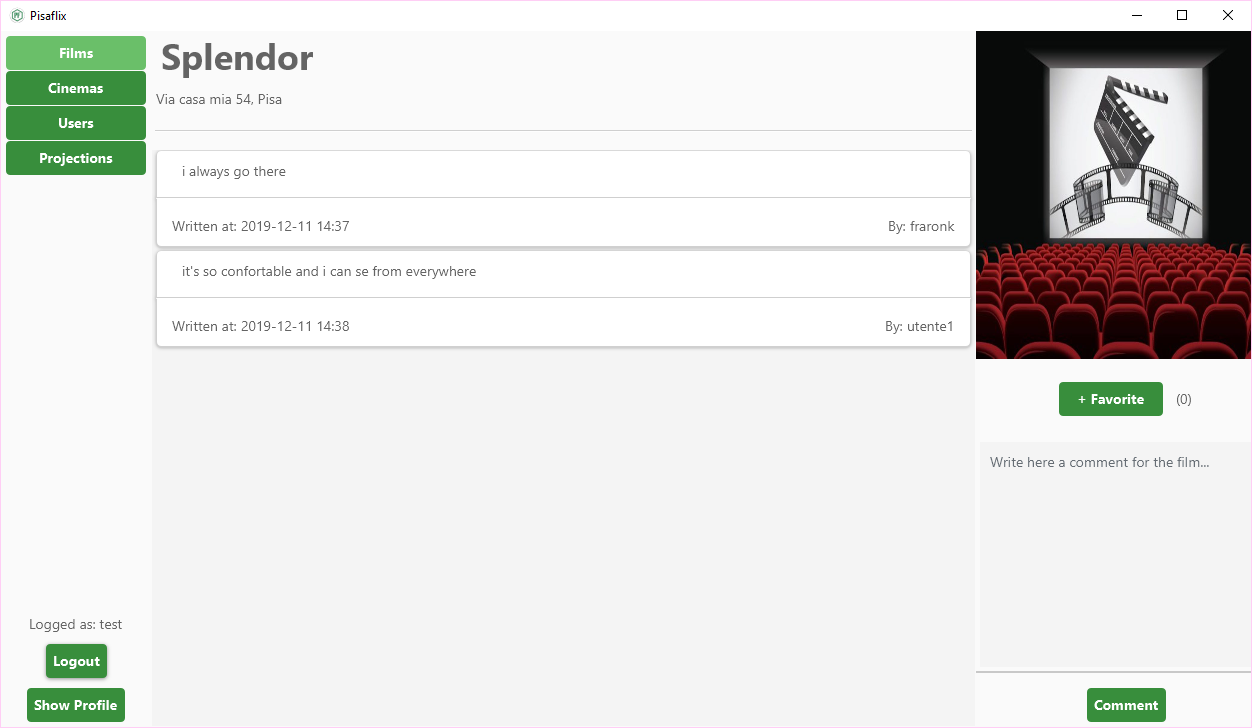 Pisaflix
Films
Cinemas
Users
Projections
Logged as: test
Logout
Show Profile
Splendor
Via casa mia 54, Pisa
i always go there
Written at: 2019-12-11 14:37 By: fraronk
it's so confortable and i can se from everywhere
Written at: 2019-12-11 14:38 By: utente1
+ Favorite (0)
Write here a comment for the film...
Comment